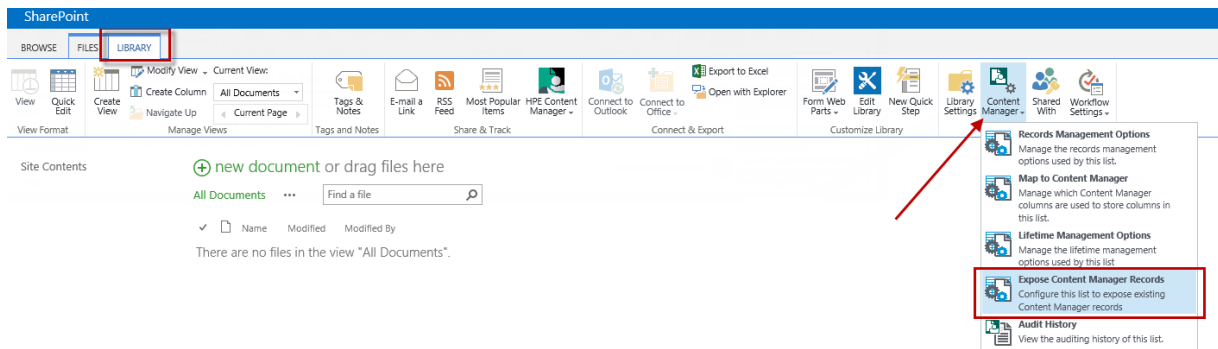 SharePoint
BROWSE FILES LIBRARY
View
Quick Edit
Create View
Modify View
Create Column
Navigate Up
Current View:
All Documents
Current Page
Tags & Notes
E-mail a Link
RSS Feed
Most Popular Items
HPE Content Manager
Connect to Outlook
Connect to Office
Export to Excel
Open with Explorer
Form Web Parts
Edit Library
New Quick Step
Library Settings
Content Manager
Shared With
Workflow Settings
View Format
Manage Views
Tags and Notes
Share & Track
Connect & Export
Customize Library
Site Contents
new document or drag files here
All Documents ...
Find a file
Name Modified Modified By
There are no files in the view "All Documents".
Records Management Options
Manage the records management
options used by this list.
Map to Content Manager
Manage which Content Manager
columns are used to store columns in
this list.
Lifetime Management Options
Manage the lifetime management
options used by this list
Expose Content Manager Records
Configure this list to expose existing
Content Manager records
Audit History
View the auditing history of this list.